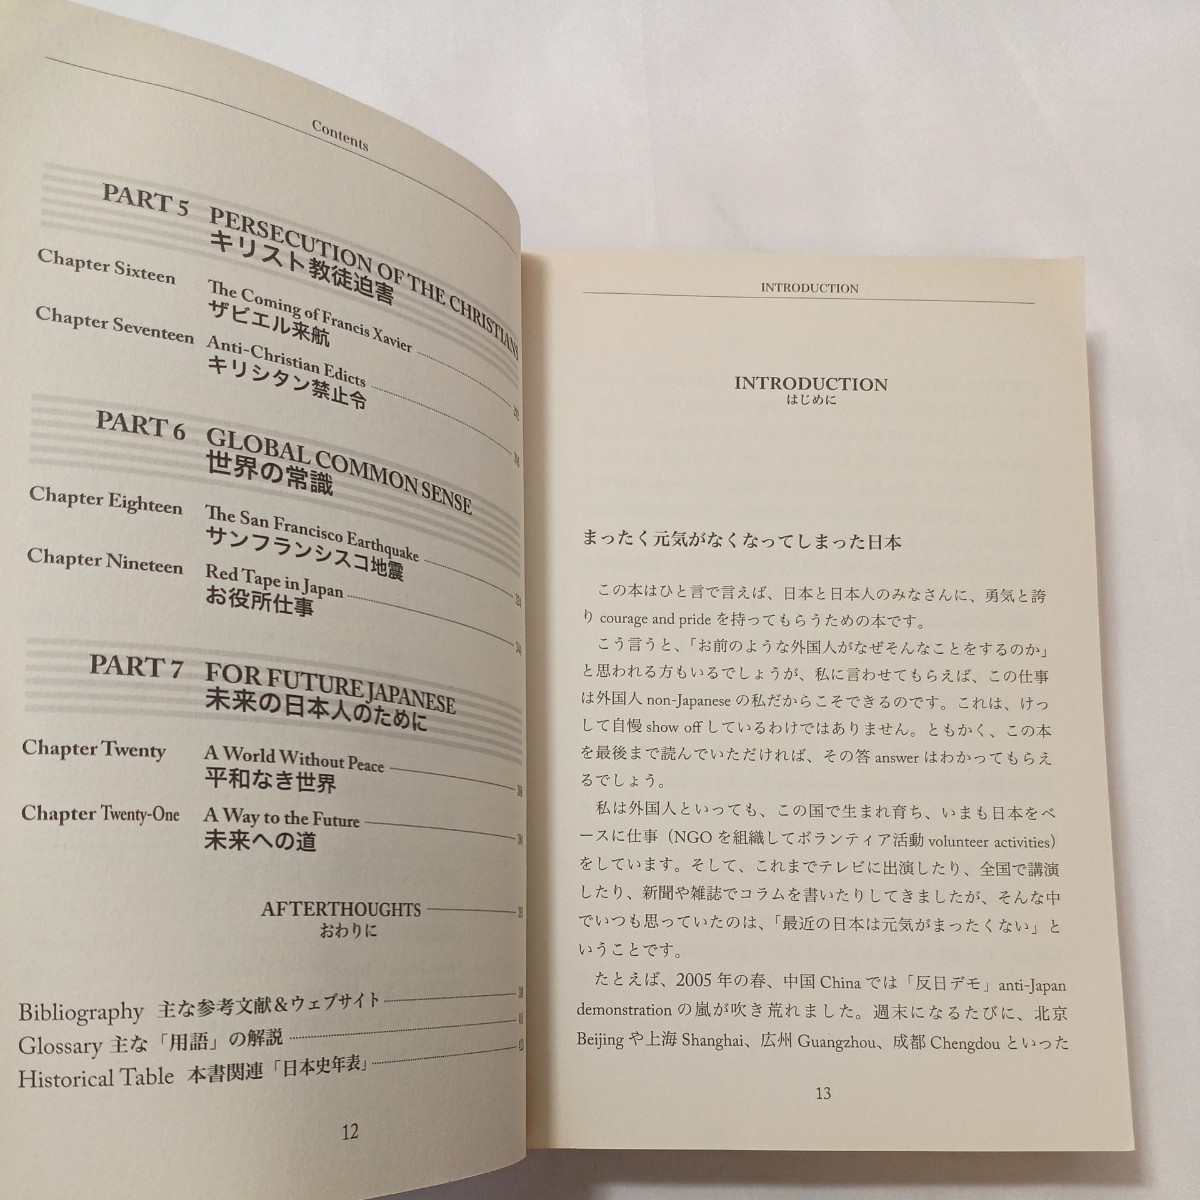 Contents
PART 5 PERSECUTION OF THE CHRISTIANS
キリスト教徒迫害
Chapter Sixteen The Coming of Francis Xavier
ザビエル来航
Chapter Seventeen Anti-Christian Edicts
キリシタン禁止令
PART 6 GLOBAL COMMON SENSE
世界の常識
Chapter Eighteen The San Francisco Earthquake
サンフランシスコ地震
Chapter Nineteen Red Tape in Japan
お役所仕事
PART 7 FOR FUTURE JAPANESE
未来の日本人のために
Chapter Twenty A World Without Peace
平和なき世界
Chapter Twenty-One A Way to the Future
未来への道
AFTERTHOUGHTS
おわりに
Bibliography 主な参考文献＆ウェブサイト
Glossary 主な「用語」の解説
Historical Table 本書関連「日本史年表」
12
INTRODUCTION
INTRODUCTION
はじめに
まったく元気がなくなってしまった日本
この本はひと言で言えば、日本と日本人のみなさんに、勇気と誇
り courage and pride を持ってもらうための本です。
こう言うと、「お前のような外国人がなぜそんなことをするのか」
と思われる方もいるでしょうが、私に言わせてもらえば、この仕事
は外国人 non-Japanese の私だからこそできるのです。これは、けっ
して自慢 show off しているわけではありません。ともかく、この本
を最後まで読んでいただければ、その答 answer はわかってもらえ
るでしょう。
私は外国人といっても、この国で生まれ育ち、いまも日本をベ
ースに仕事（NGO を組織してボランティア活動 volunteer activities）
をしています。そして、これまでテレビに出演したり、全国で講演
したり、新聞や雑誌でコラムを書いたりしてきましたが、そんな中
でいつも思っていたのは、「最近の日本は元気がまったくない」と
いうことです。
たとえば、2005 年の春、中国 China では「反日デモ」anti-Japan
demonstration の嵐が吹き荒れました。週末になるたびに、北京
Beijing や上海 Shanghai、広州 Guangzhou、成都 Chengdou といった
13